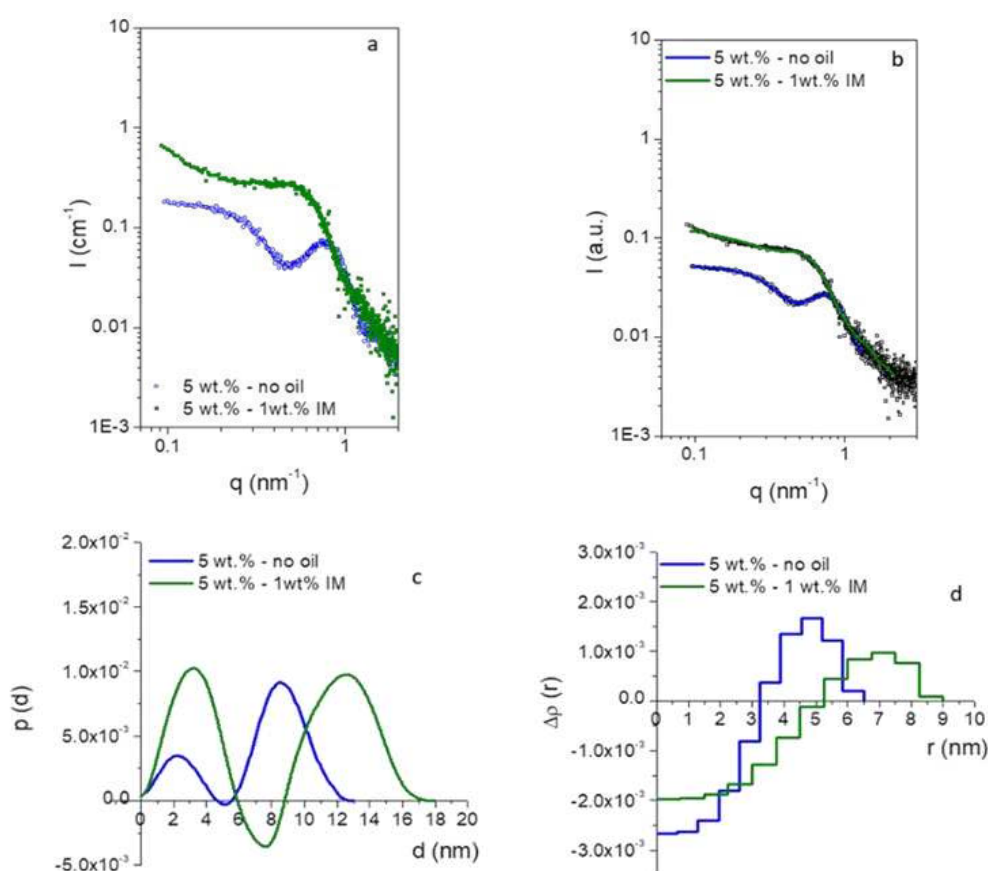 a
10
1
0.1
0.01
1E-3
I (cm⁻¹)
5 wt.% - no oil
5 wt.% - 1wt.% IM
0.1 1
q (nm⁻¹)
b
10
1
0.1
0.01
1E-3
I (a.u.)
5 wt.% - no oil
5 wt.% - 1wt.% IM
0.1 1
q (nm⁻¹)
c
2.0x10⁻²
1.5x10⁻²
1.0x10⁻²
5.0x10⁻³
0.0
-5.0x10⁻³
p (d)
5 wt.% - no oil
5 wt.% - 1wt% IM
0 2 4 6 8 10 12 14 16 18 20
d (nm)
d
3.0x10⁻³
2.0x10⁻³
1.0x10⁻³
0.0
-1.0x10⁻³
-2.0x10⁻³
-3.0x10⁻³
Δρ (r)
5 wt.% - no oil
5 wt.% - 1 wt.% IM
0 1 2 3 4 5 6 7 8 9 10
r (nm)